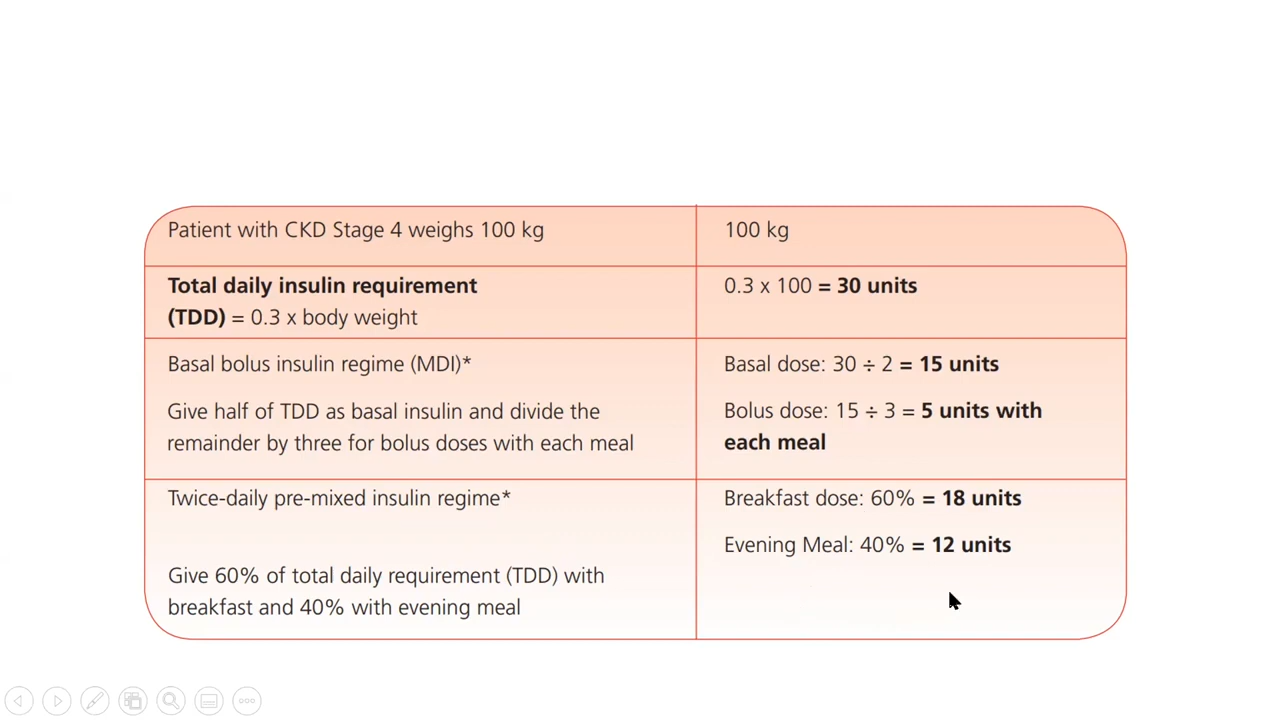 Patient with CKD Stage 4 weighs 100 kg
100 kg
Total daily insulin requirement
(TDD) = 0.3 x body weight
0.3 x 100 = 30 units
Basal bolus insulin regime (MDI)*
Give half of TDD as basal insulin and divide the
remainder by three for bolus doses with each meal
Basal dose: 30 ÷ 2 = 15 units
Bolus dose: 15 ÷ 3 = 5 units with
each meal
Twice-daily pre-mixed insulin regime*
Give 60% of total daily requirement (TDD) with
breakfast and 40% with evening meal
Breakfast dose: 60% = 18 units
Evening Meal: 40% = 12 units